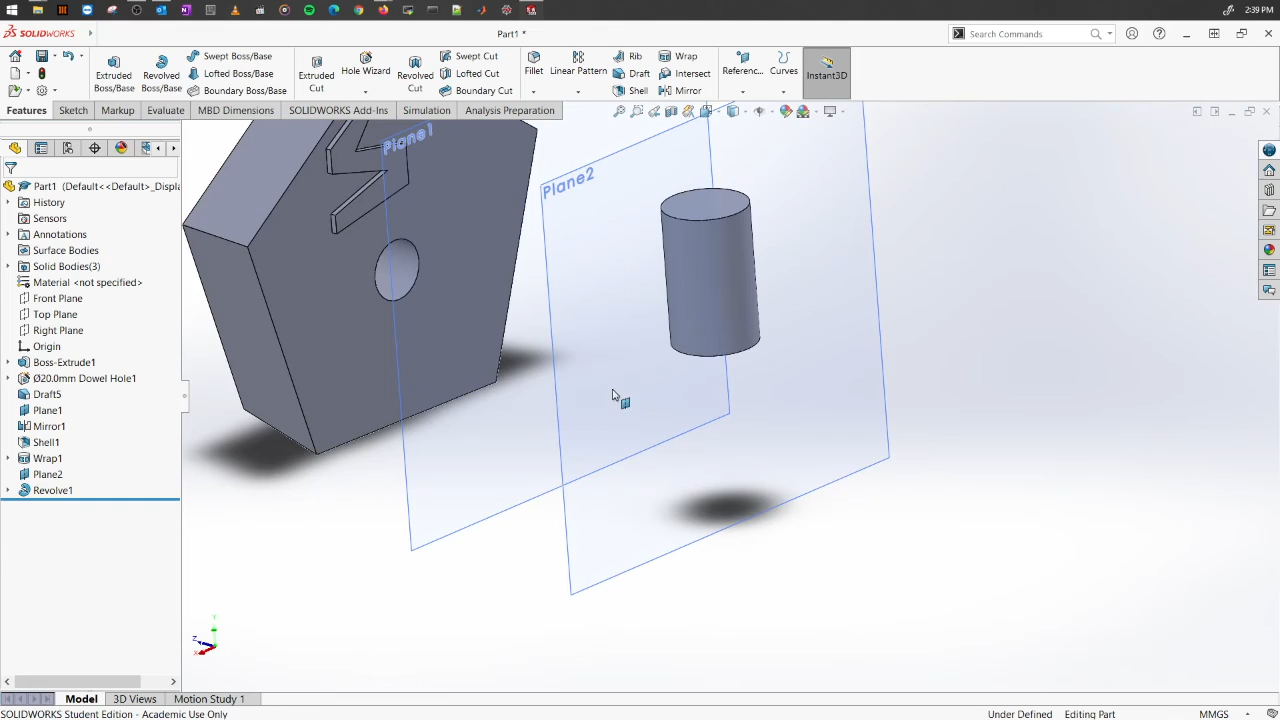 2:39 PM
SOLIDWORKS
Part1 *
Search Commands
Extruded Boss/Base
Revolved Boss/Base
Swept Boss/Base
Lofted Boss/Base
Boundary Boss/Base
Extruded Cut
Hole Wizard
Revolved Cut
Swept Cut
Lofted Cut
Boundary Cut
Fillet
Linear Pattern
Rib
Draft
Shell
Wrap
Intersect
Mirror
Referenc...
Curves
Instant3D
Features
Sketch
Markup
Evaluate
MBD Dimensions
SOLIDWORKS Add-Ins
Simulation
Analysis Preparation
Part1 (Default<<Default>_Displa
History
Sensors
Annotations
Surface Bodies
Solid Bodies(3)
Material <not specified>
Front Plane
Top Plane
Right Plane
Origin
Boss-Extrude1
Ø20.0mm Dowel Hole1
Draft5
Plane1
Mirror1
Shell1
Wrap1
Plane2
Revolve1
Plane1
Plane2
Y
Z
X
Model
3D Views
Motion Study 1
SOLIDWORKS Student Edition - Academic Use Only
Under Defined
Editing Part
MMGS